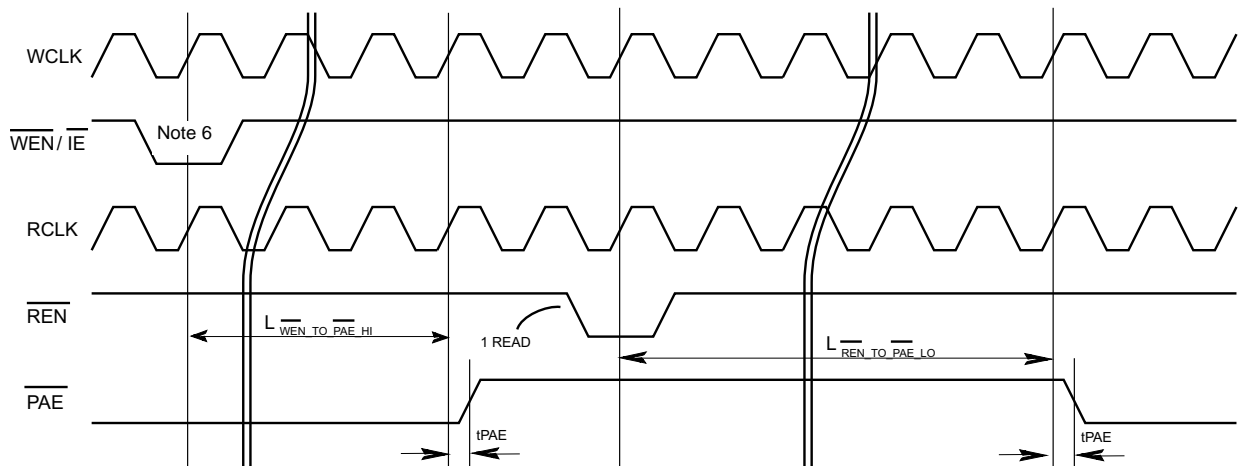 WCLK
WEN / IE
Note 6
RCLK
REN
L WEN_TO_PAE_HI
1 READ
L REN_TO_PAE_LO
PAE
tPAE
tPAE